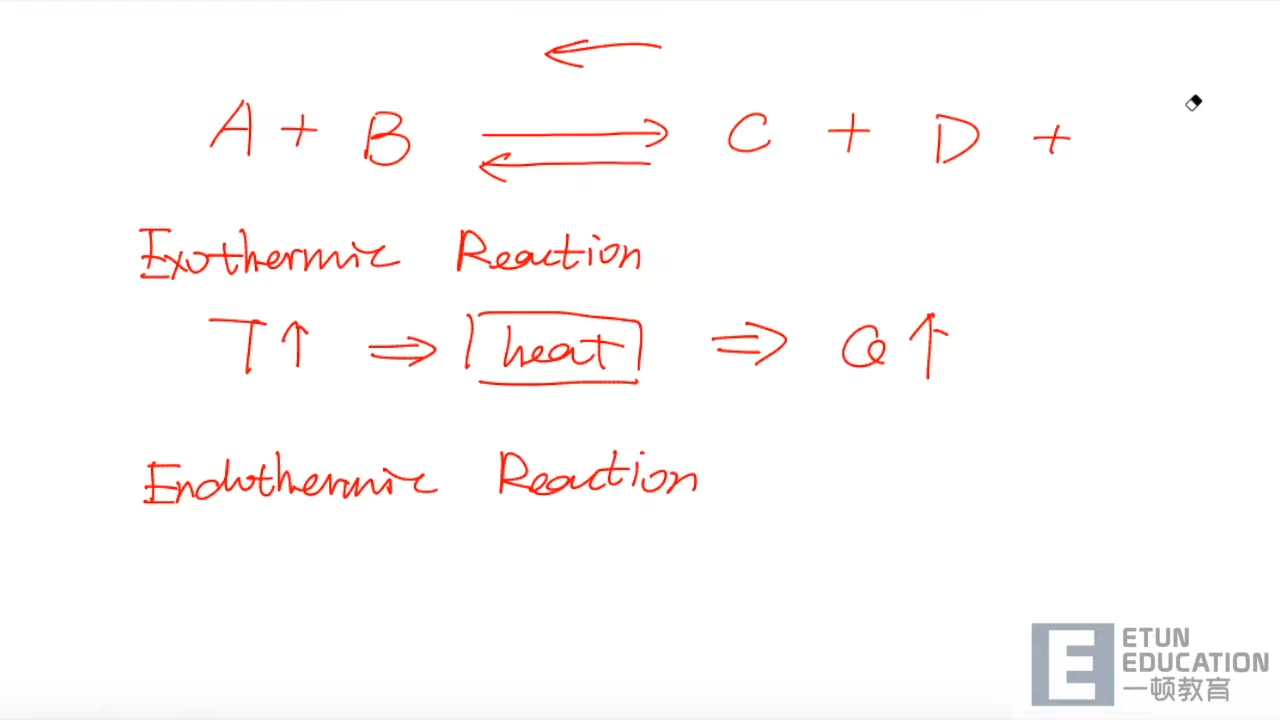 ←
A + B ⇌ C + D +
Exothermic Reaction
T↑ ⇒ heat ⇒ Q↑
Endothermic Reaction
ETUN
EDUCATION
一顿教育